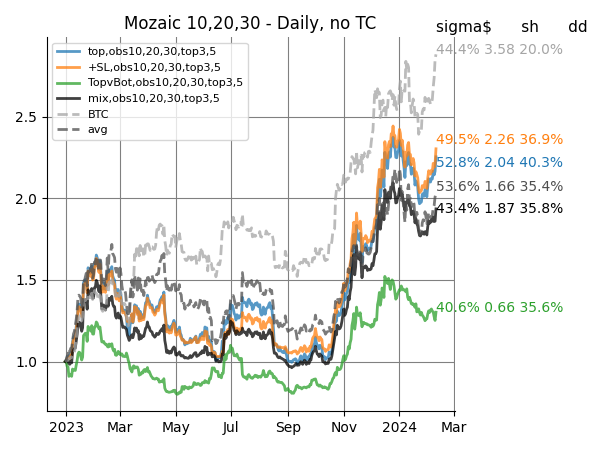 Mozaic 10,20,30 - Daily, no TC
sigma$ sh dd
top,obs10,20,30,top3,5
+SL,obs10,20,30,top3,5
TopvBot,obs10,20,30,top3,5
mix,obs10,20,30,top3,5
BTC
avg
44.4% 3.58 20.0%
49.5% 2.26 36.9%
52.8% 2.04 40.3%
53.6% 1.66 35.4%
43.4% 1.87 35.8%
40.6% 0.66 35.6%
2.5
2.0
1.5
1.0
2023 Mar May Jul Sep Nov 2024 Mar